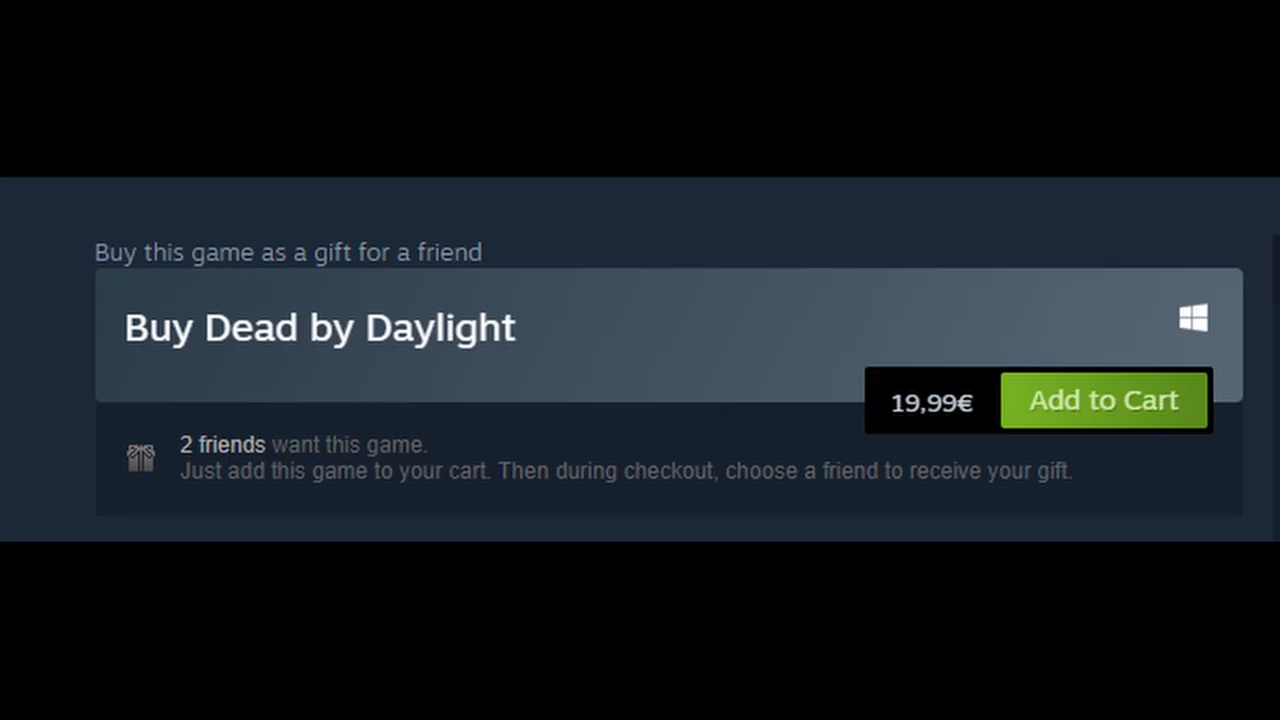 Buy this game as a gift for a friend
Buy Dead by Daylight
19,99€ Add to Cart
2 friends want this game.
Just add this game to your cart. Then during checkout, choose a friend to receive your gift.